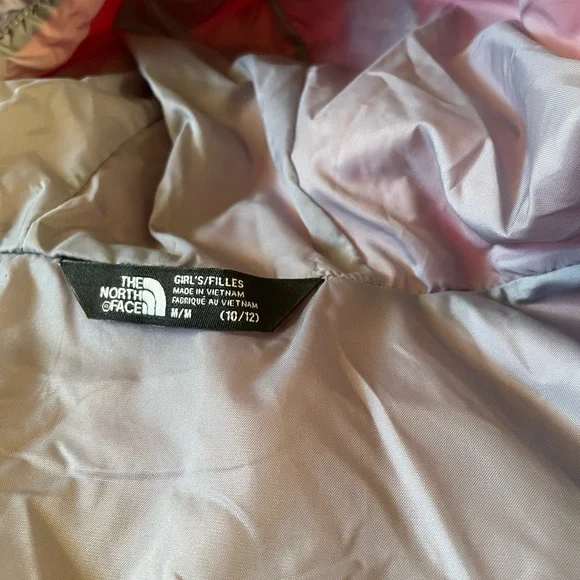 THE
NORTH
FACE
GIRL'S/FILLES
MADE IN VIETNAM
FABRIQUÉ AU VIETNAM
M/M (10/12)